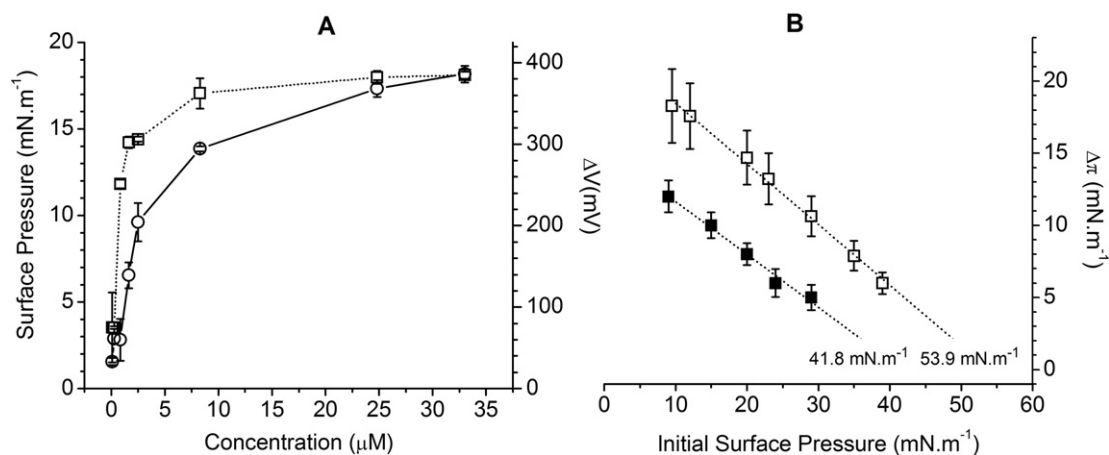 A
B
20
15
10
5
0
Surface Pressure (mN.m⁻¹)
0 5 10 15 20 25 30 35
Concentration (μM)
400
300
200
100
0
ΔV(mV)
20
15
10
5
0
Δπ (mN.m⁻¹)
41.8 mN.m⁻¹ 53.9 mN.m⁻¹
0 10 20 30 40 50 60
Initial Surface Pressure (mN.m⁻¹)